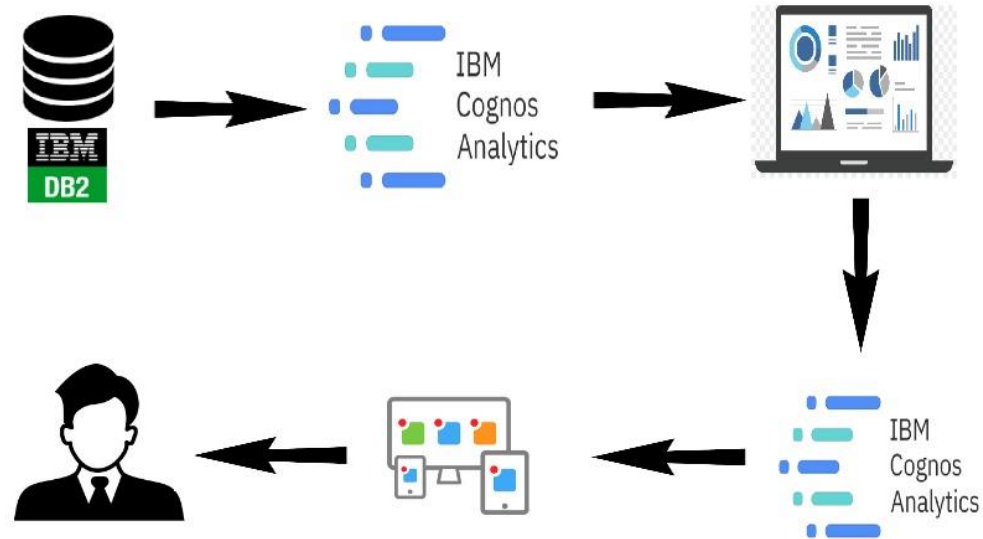 IBM
Cognos
Analytics
IBM
DB2
IBM
Cognos
Analytics